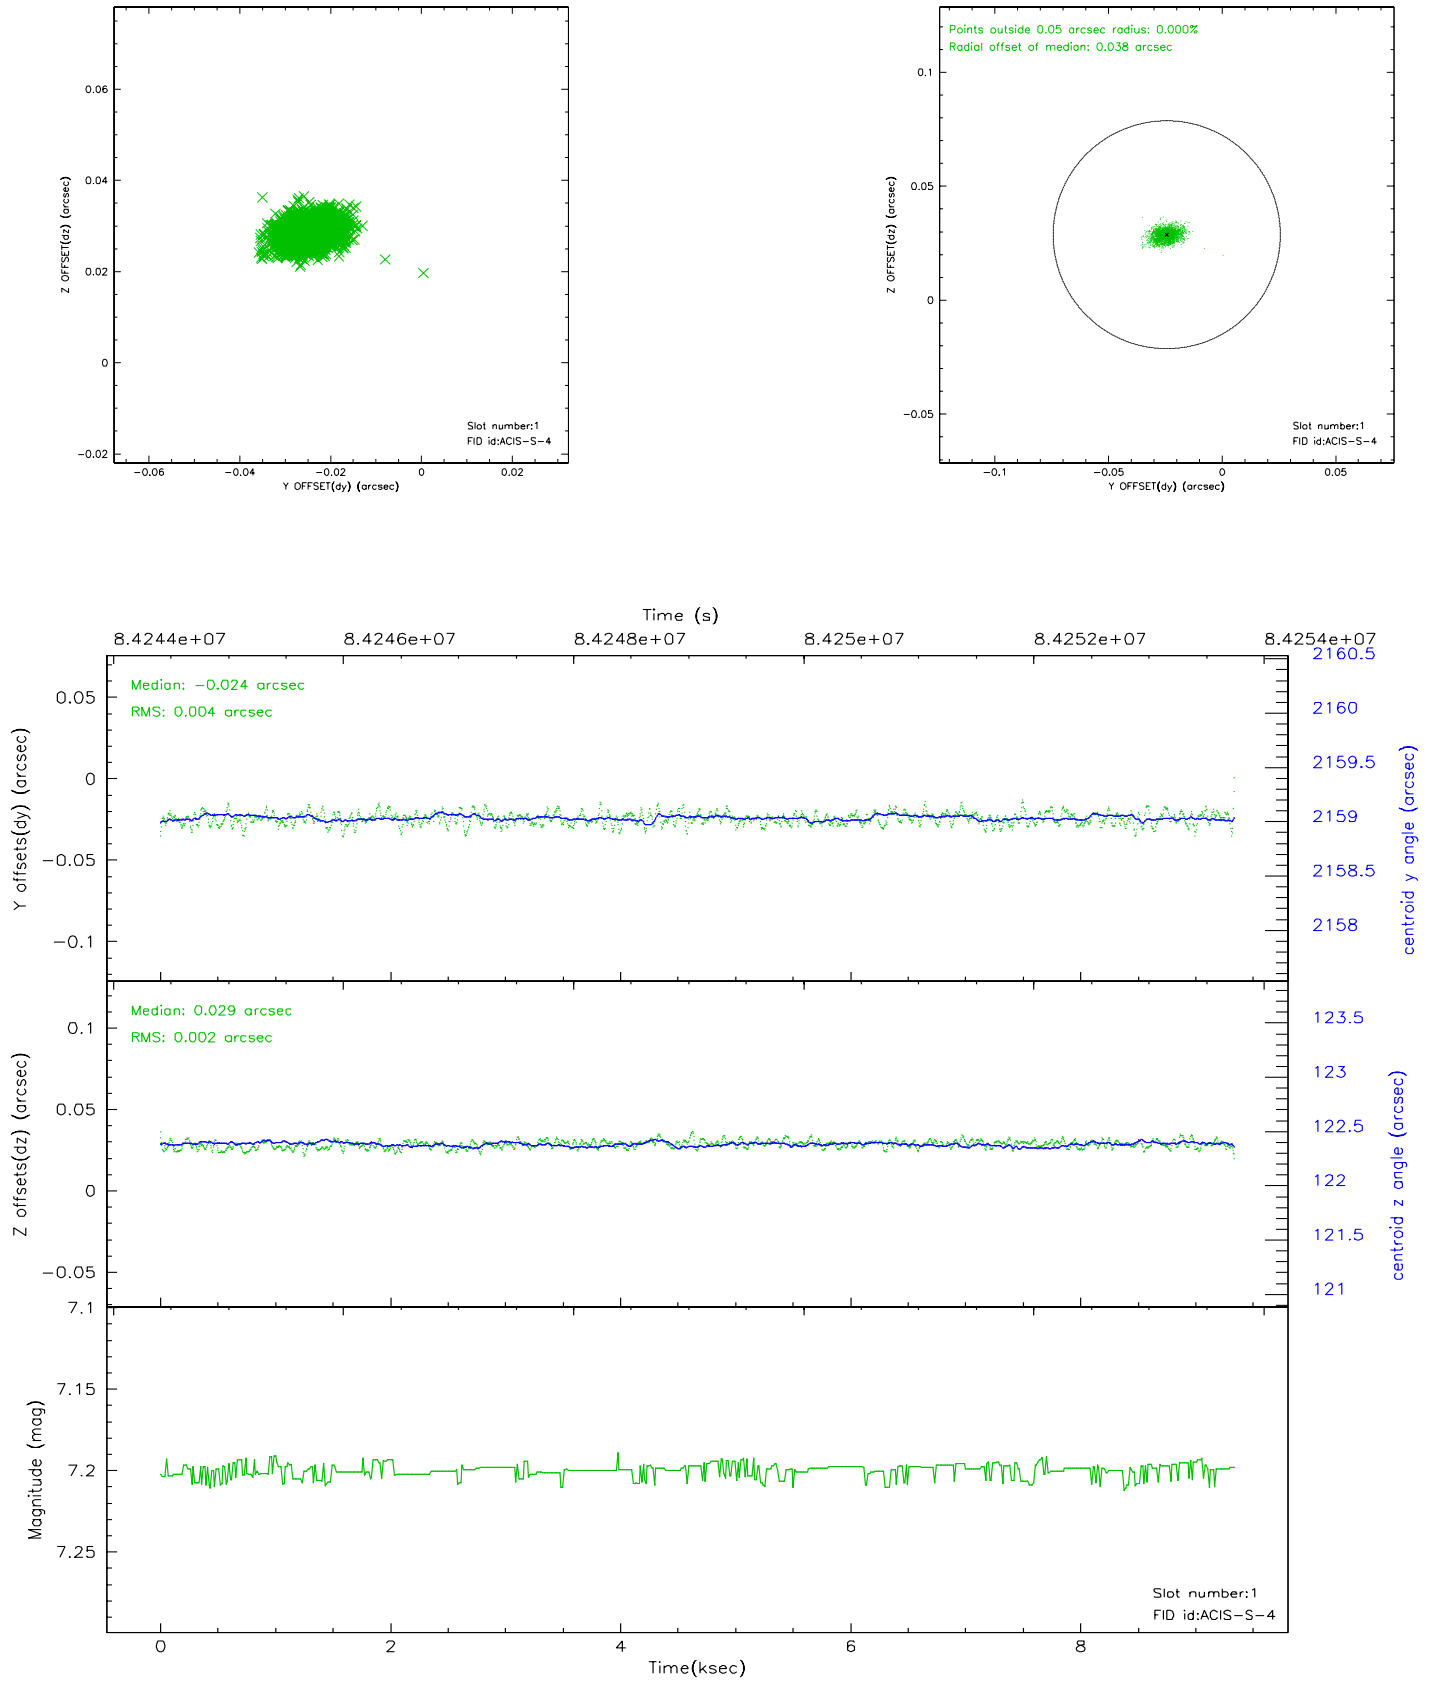 0.06
0.04
0.02
0
−0.02
Z OFFSET(dz) (arcsec)
Slot number:1
FID id:ACIS−S−4
−0.06 −0.04 −0.02 0 0.02
Y OFFSET(dy) (arcsec)
Points outside 0.05 arcsec radius: 0.000%
Radial offset of median: 0.038 arcsec
0.1
0.05
0
−0.05
Z OFFSET(dz) (arcsec)
Slot number:1
FID id:ACIS−S−4
−0.1 −0.05 0 0.05
Y OFFSET(dy) (arcsec)
Time (s)
8.4244e+07 8.4246e+07 8.4248e+07 8.425e+07 8.4252e+07 8.4254e+07
Median: −0.024 arcsec
RMS: 0.004 arcsec
0.05
0
−0.05
−0.1
Y offsets(dy) (arcsec)
2160.5
2160
2159.5
2159
2158.5
2158
centroid y angle (arcsec)
Median: 0.029 arcsec
RMS: 0.002 arcsec
0.1
0.05
0
−0.05
Z offsets(dz) (arcsec)
123.5
123
122.5
122
121.5
121
centroid z angle (arcsec)
7.1
7.15
7.2
7.25
Magnitude (mag)
Slot number:1
FID id:ACIS−S−4
0 2 4 6 8
Time(ksec)